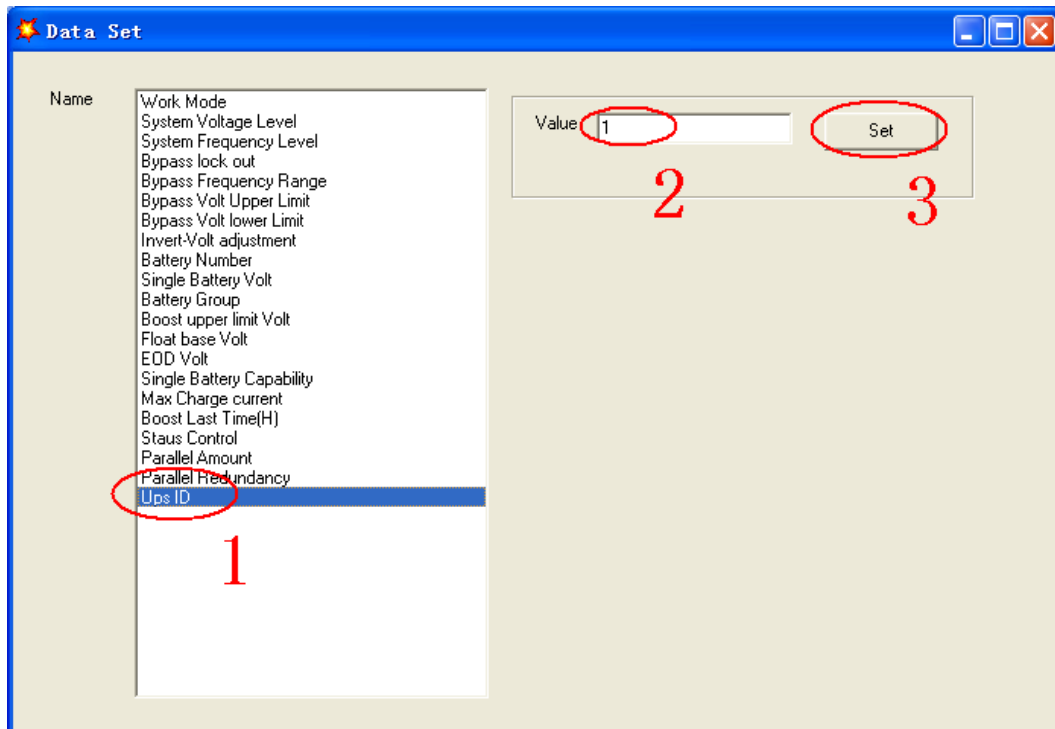 Data Set
Name
Work Mode
System Voltage Level
System Frequency Level
Bypass lock out
Bypass Frequency Range
Bypass Volt Upper Limit
Bypass Volt lower Limit
Invert-Volt adjustment
Battery Number
Single Battery Volt
Battery Group
Boost upper limit Volt
Float base Volt
EOD Volt
Single Battery Capability
Max Charge current
Boost Last Time(H)
Staus Control
Parallel Amount
Parallel Redundancy
Ups ID
1
Value
1
Set
2
3